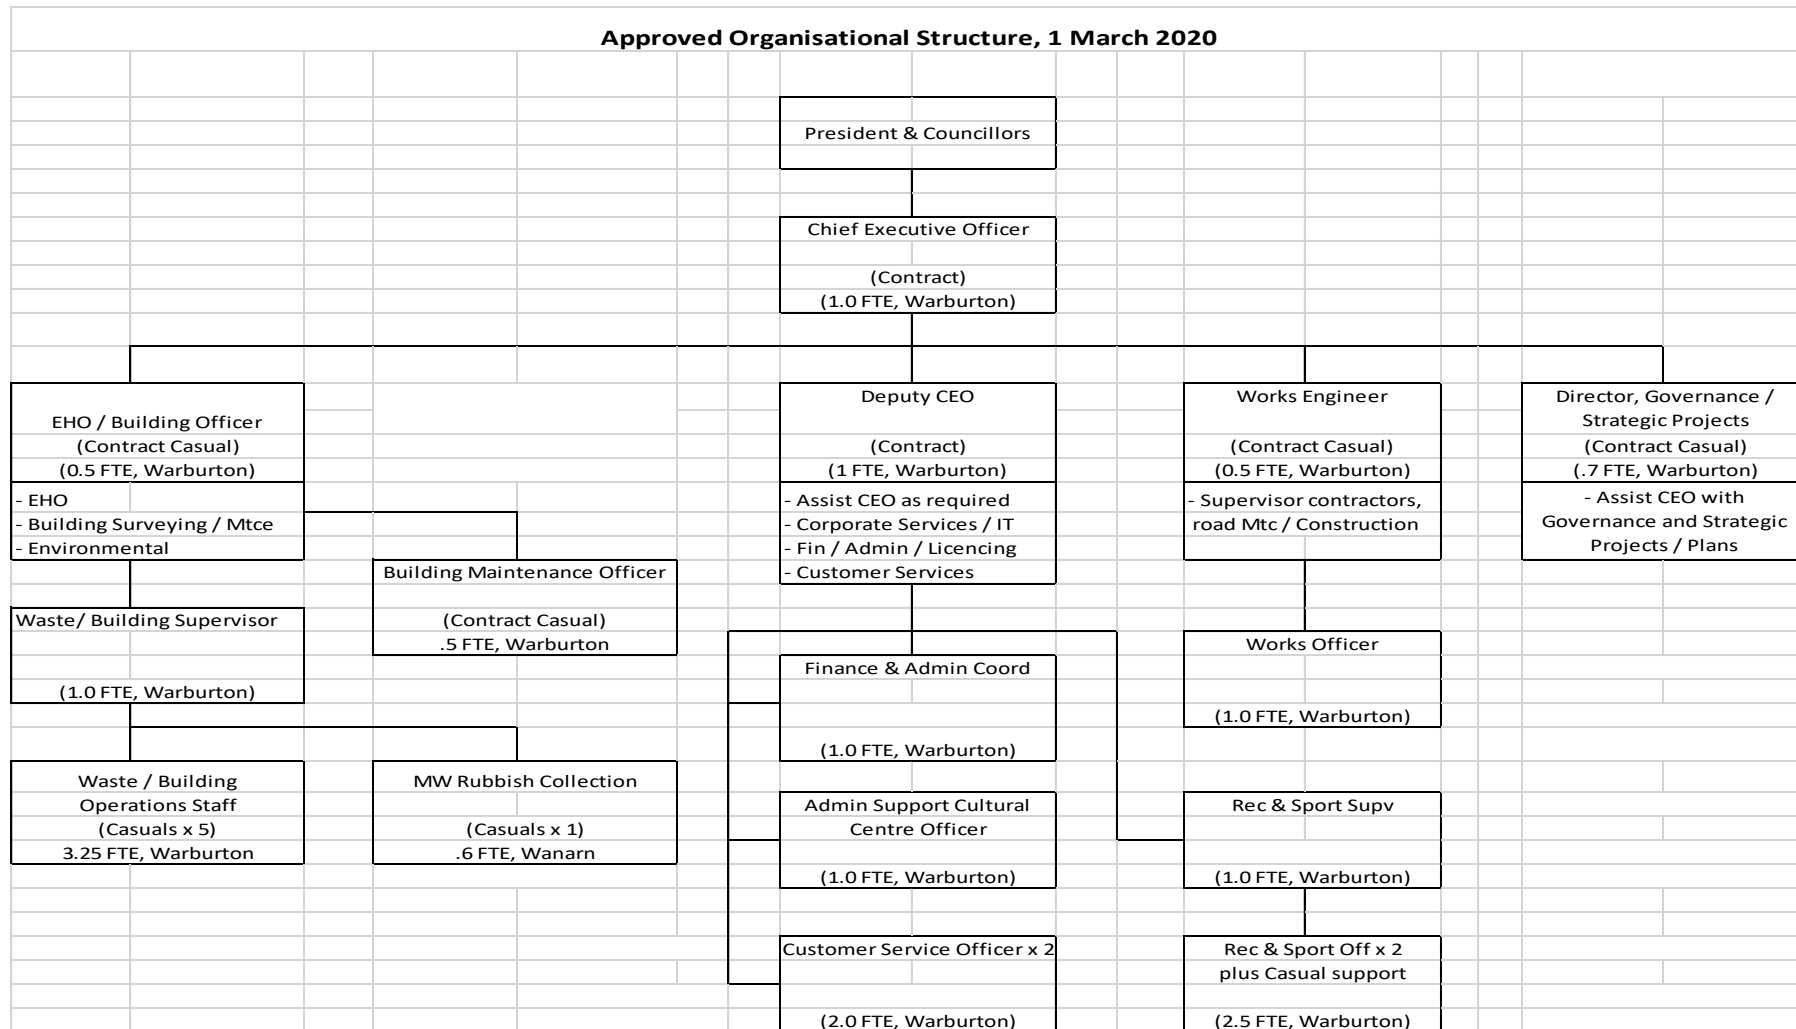 Approved Organisational Structure, 1 March 2020
President & Councillors
Chief Executive Officer
(Contract)
(1.0 FTE, Warburton)
EHO / Building Officer
(Contract Casual)
(0.5 FTE, Warburton)
- EHO
- Building Surveying / Mtce
- Environmental
Deputy CEO
(Contract)
(1 FTE, Warburton)
- Assist CEO as required
- Corporate Services / IT
- Fin / Admin / Licencing
- Customer Services
Works Engineer
(Contract Casual)
(0.5 FTE, Warburton)
- Supervisor contractors,
road Mtc / Construction
Director, Governance /
Strategic Projects
(Contract Casual)
(.7 FTE, Warburton)
- Assist CEO with
Governance and Strategic
Projects / Plans
Building Maintenance Officer
(Contract Casual)
.5 FTE, Warburton
Waste/ Building Supervisor
(1.0 FTE, Warburton)
Finance & Admin Coord
(1.0 FTE, Warburton)
Works Officer
(1.0 FTE, Warburton)
Waste / Building
Operations Staff
(Casuals x 5)
3.25 FTE, Warburton
MW Rubbish Collection
(Casuals x 1)
.6 FTE, Wanarn
Admin Support Cultural
Centre Officer
(1.0 FTE, Warburton)
Rec & Sport Supv
(1.0 FTE, Warburton)
Customer Service Officer x 2
(2.0 FTE, Warburton)
Rec & Sport Off x 2
plus Casual support
(2.5 FTE, Warburton)